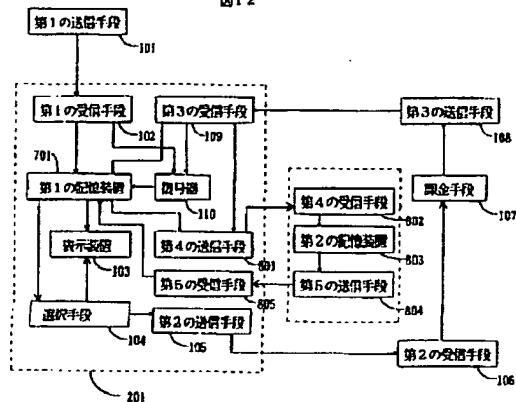 図12
第1の送信手段
101
第1の受信手段
102
第3の受信手段
109
第3の送信手段
108
701
第1の記憶装置
復号器
110
第4の受信手段
802
課金手段
107
表示装置
103
第4の送信手段
801
第2の記憶装置
803
第5の受信手段
805
第5の送信手段
804
選択手段
104
第2の送信手段
105
第2の受信手段
106
201